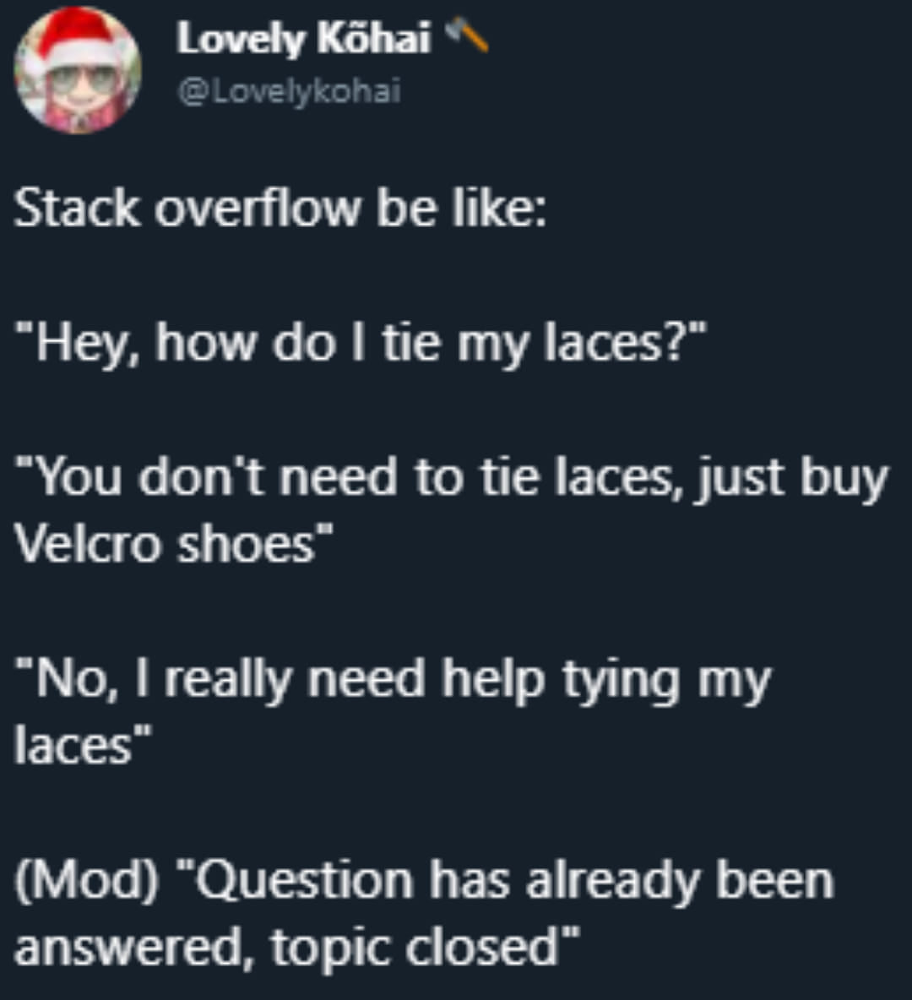 Lovely Kõhai 🪓
@Lovelykohai
Stack overflow be like:
"Hey, how do I tie my laces?"
"You don't need to tie laces, just buy
Velcro shoes"
"No, I really need help tying my
laces"
(Mod) "Question has already been
answered, topic closed"